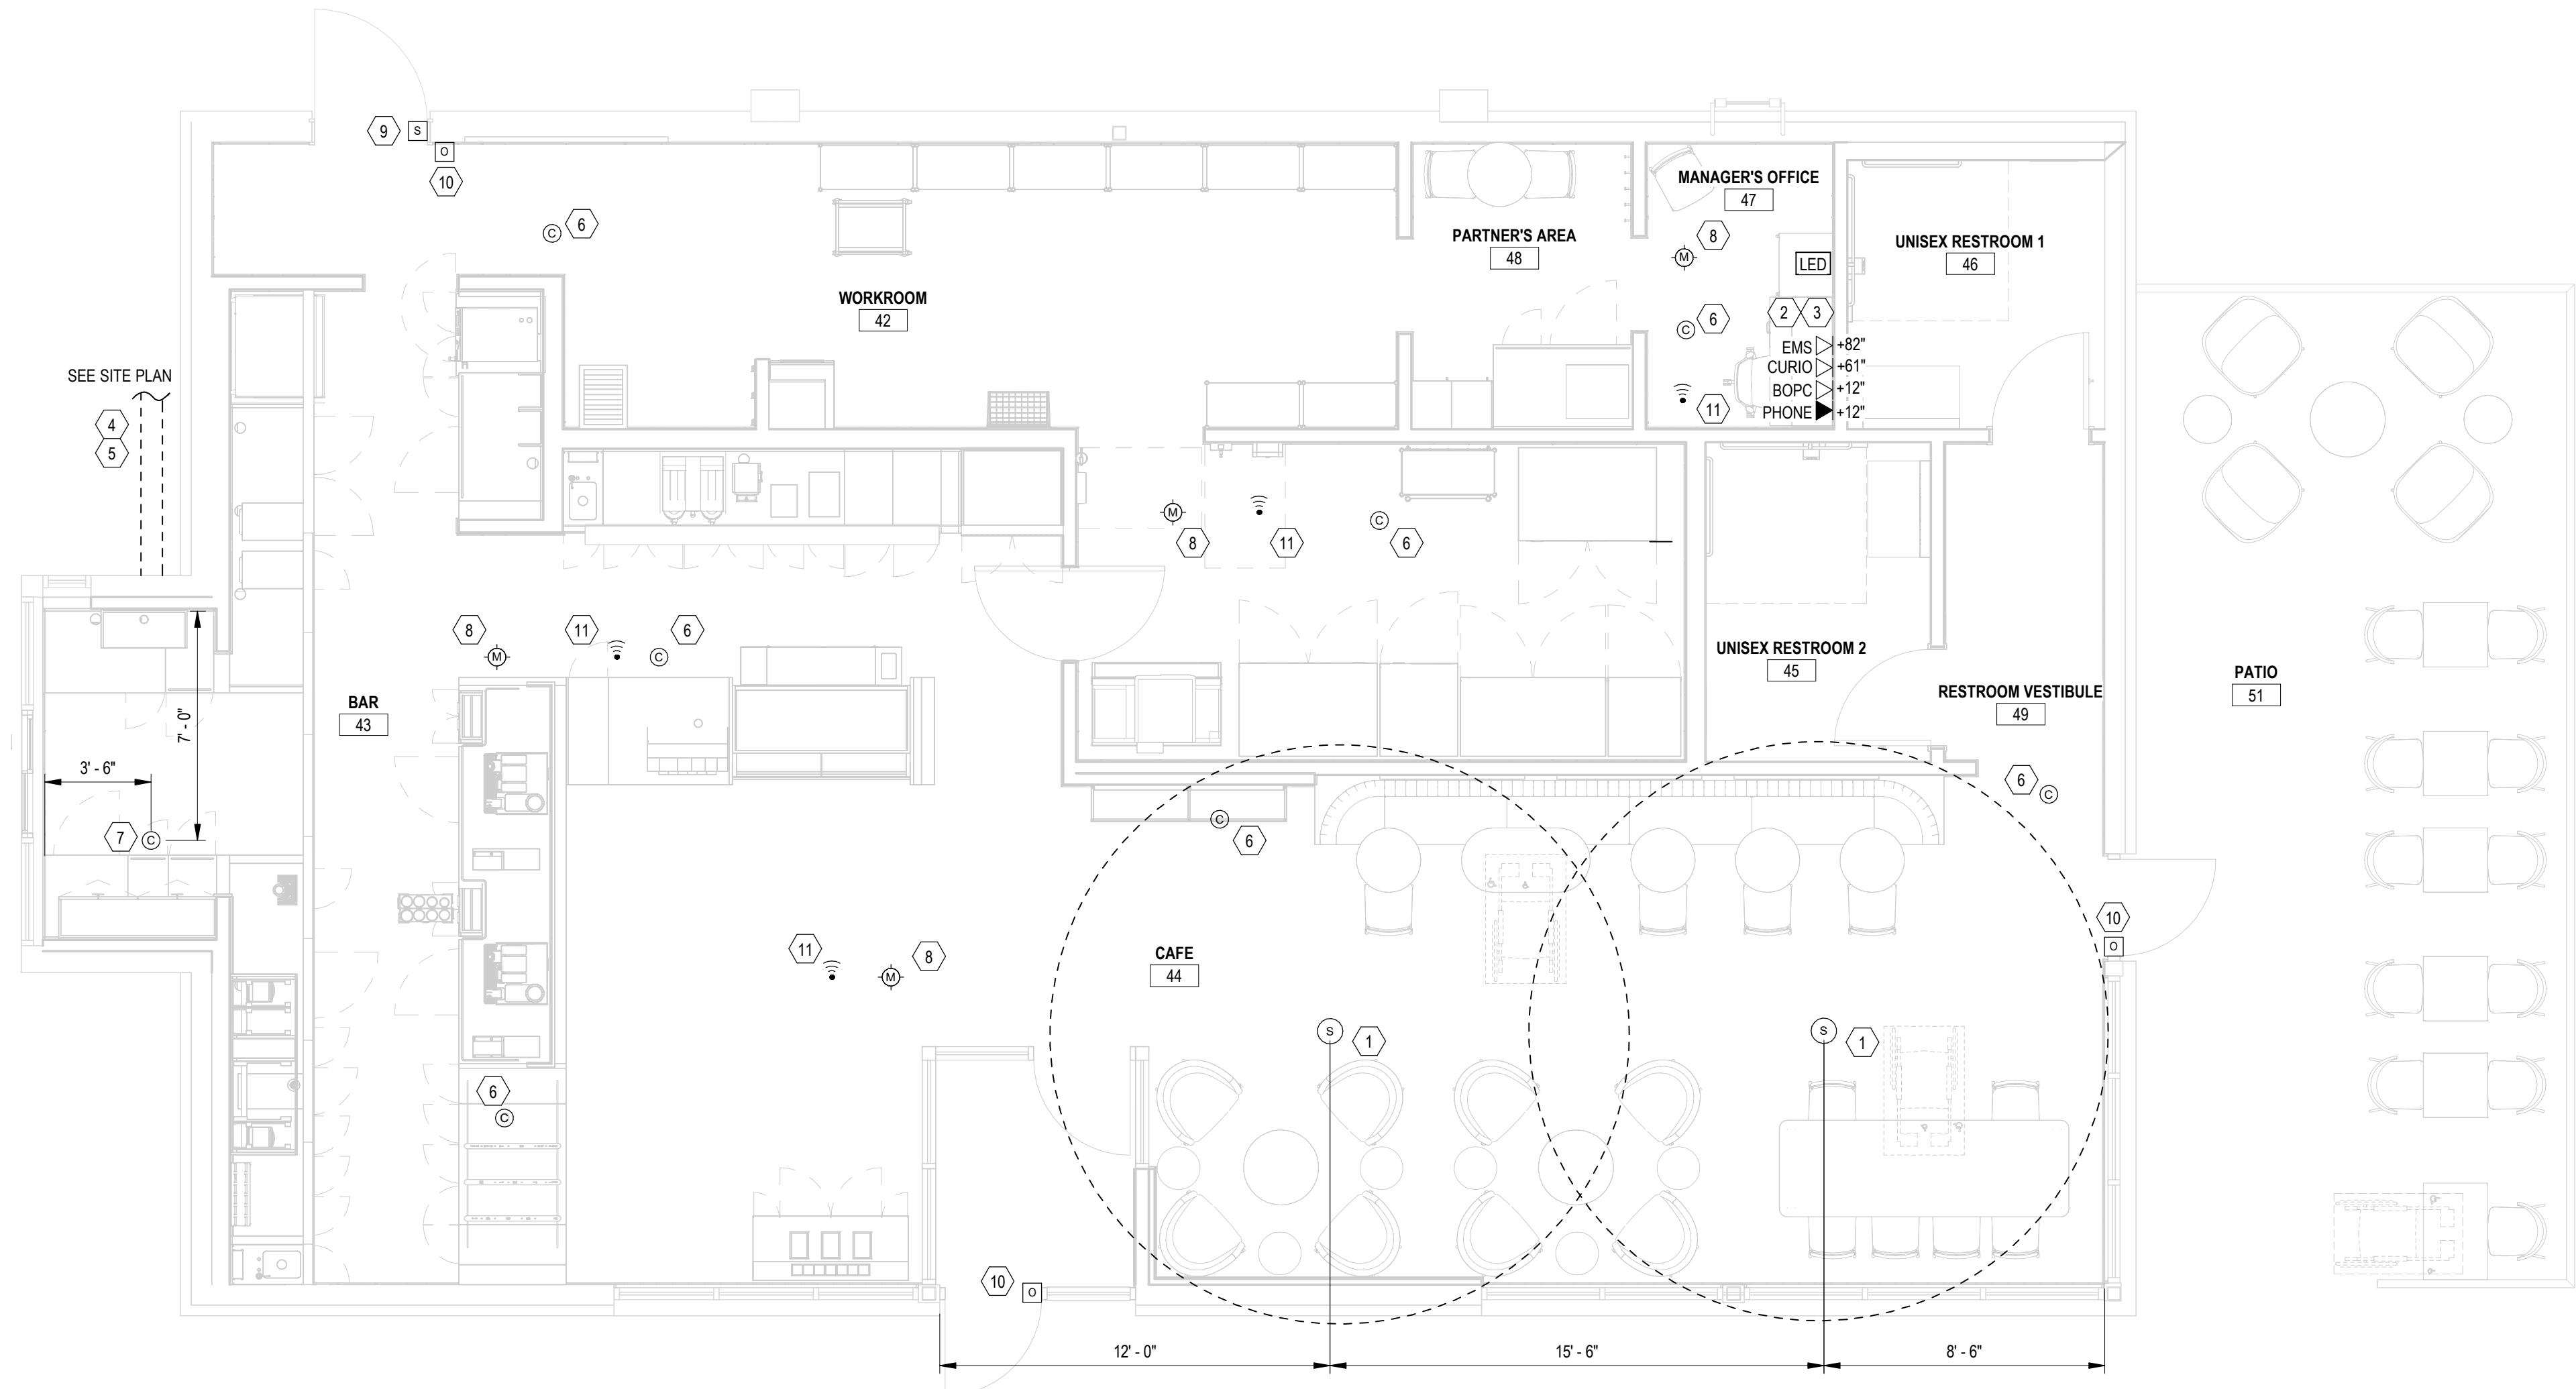 9
S
O
10
MANAGER'S OFFICE
47
C
6
8
M
PARTNER'S AREA
48
UNISEX RESTROOM 1
46
LED
WORKROOM
42
2
3
C
6
EMS
+82"
CURIO
+61"
BOPC
+12"
PHONE
+12"
11
SEE SITE PLAN
4
5
M
8
11
C
6
8
M
11
C
6
UNISEX RESTROOM 2
45
RESTROOM VESTIBULE
49
PATIO
51
BAR
43
7' - 0"
3' - 6"
7
C
6
C
C
6
10
O
11
M
8
CAFE
44
S
1
S
1
6
C
10
O
12' - 0"
15' - 6"
8' - 6"